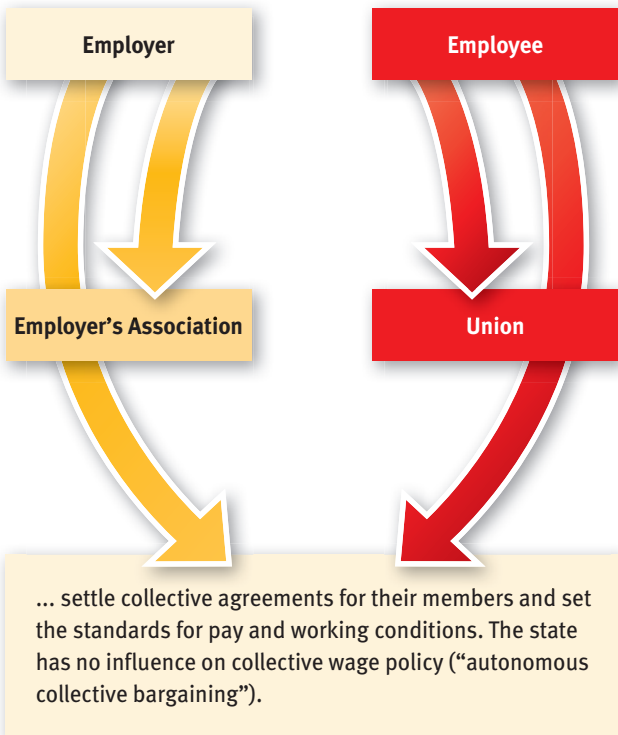 Employer
Employee
Employer’s Association
Union
... settle collective agreements for their members and set
the standards for pay and working conditions. The state
has no influence on collective wage policy (“autonomous
collective bargaining”).